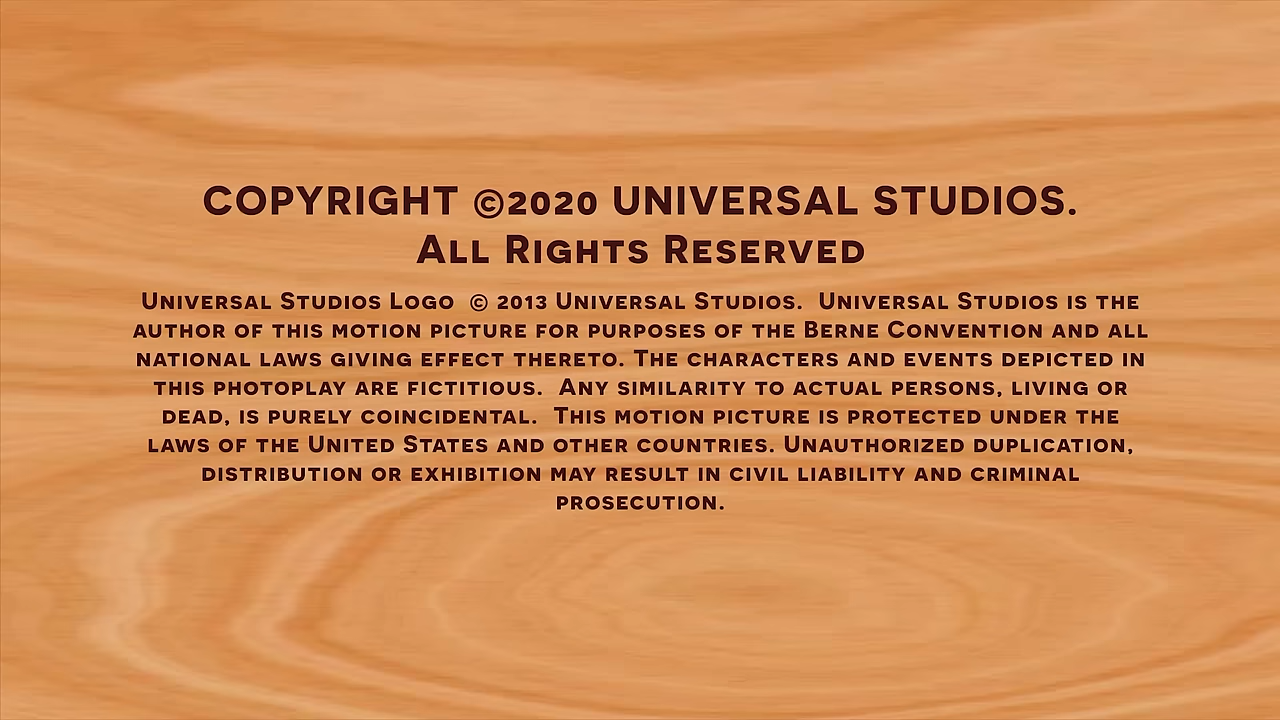 COPYRIGHT ©2020 UNIVERSAL STUDIOS.
All Rights Reserved
Universal Studios Logo © 2013 Universal Studios. Universal Studios is the
author of this motion picture for purposes of the Berne Convention and all
national laws giving effect thereto. The characters and events depicted in
this photoplay are fictitious. Any similarity to actual persons, living or
dead, is purely coincidental. This motion picture is protected under the
laws of the United States and other countries. Unauthorized duplication,
distribution or exhibition may result in civil liability and criminal
prosecution.